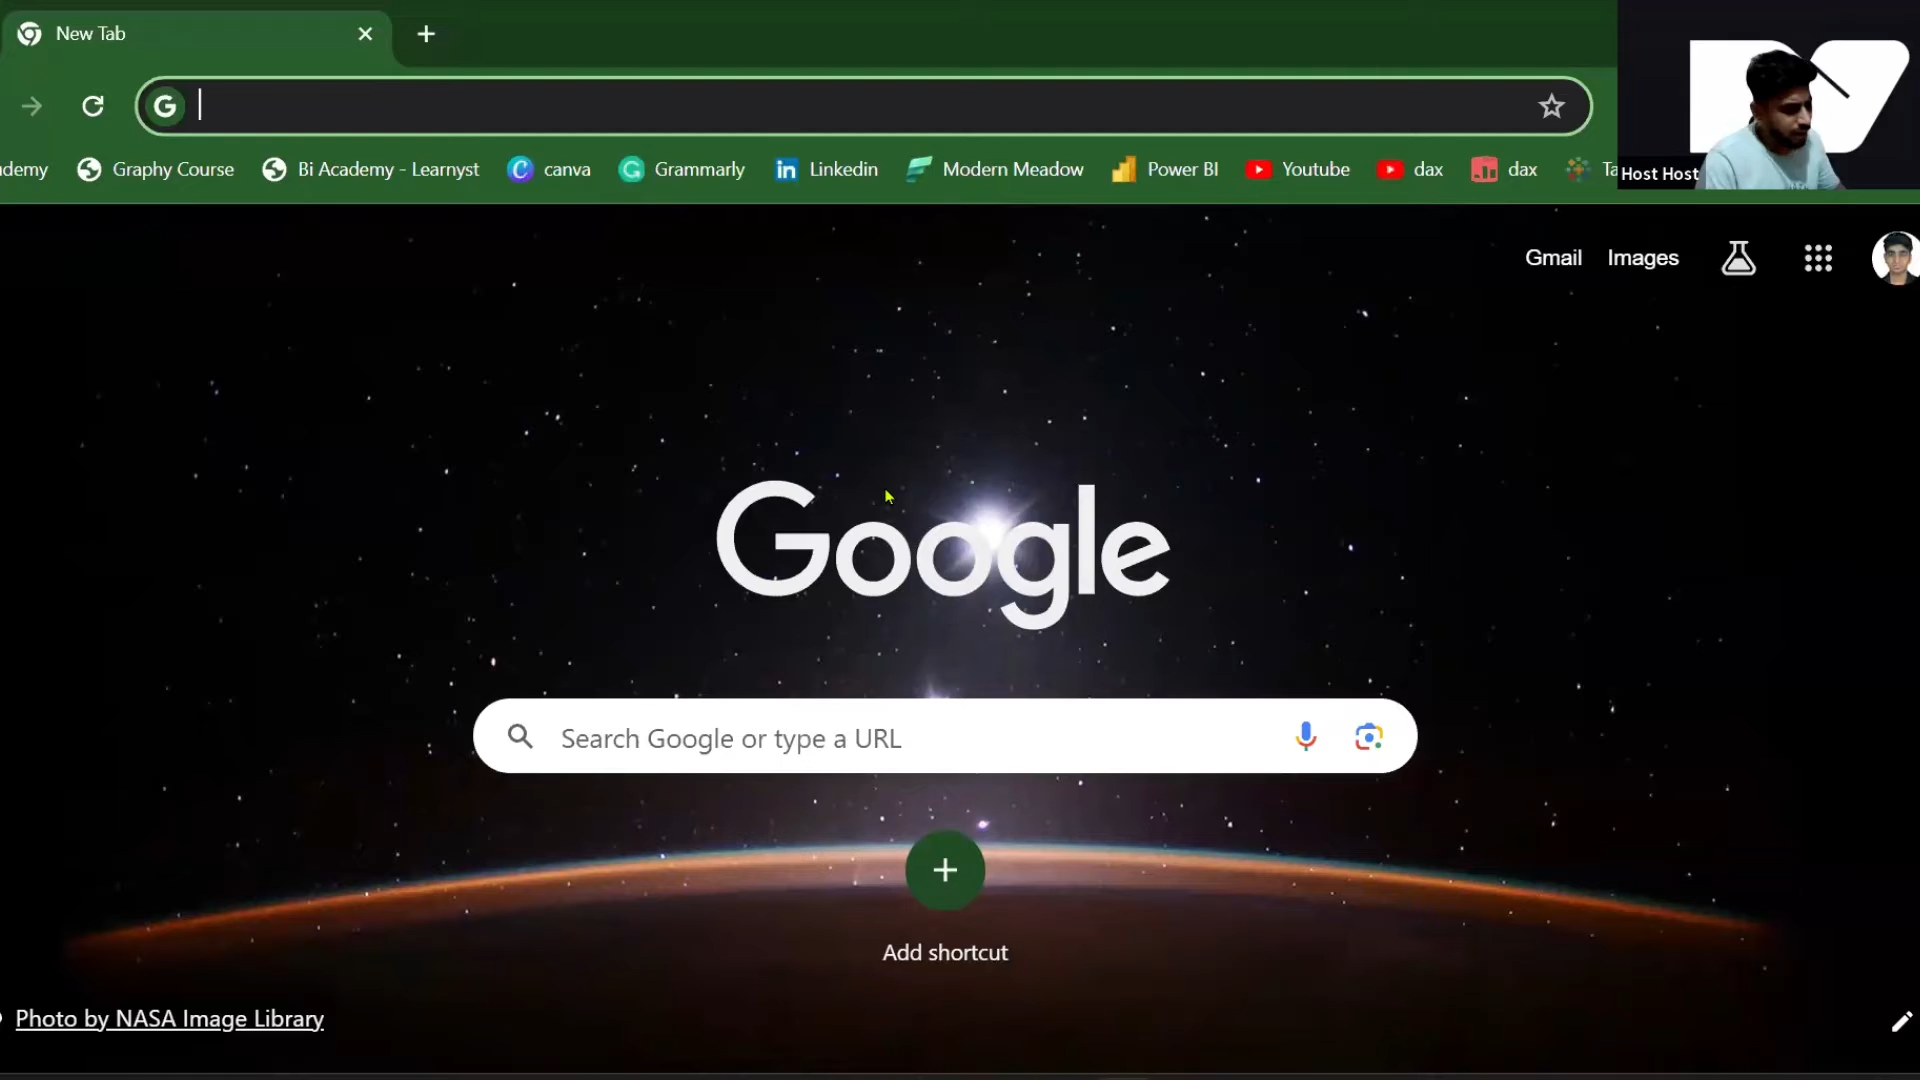 New Tab
demy Graphy Course Bi Academy - Learnyst canva Grammarly Linkedin Modern Meadow Power BI Youtube dax dax
Host Host
Gmail Images
Google
Search Google or type a URL
Add shortcut
Photo by NASA Image Library